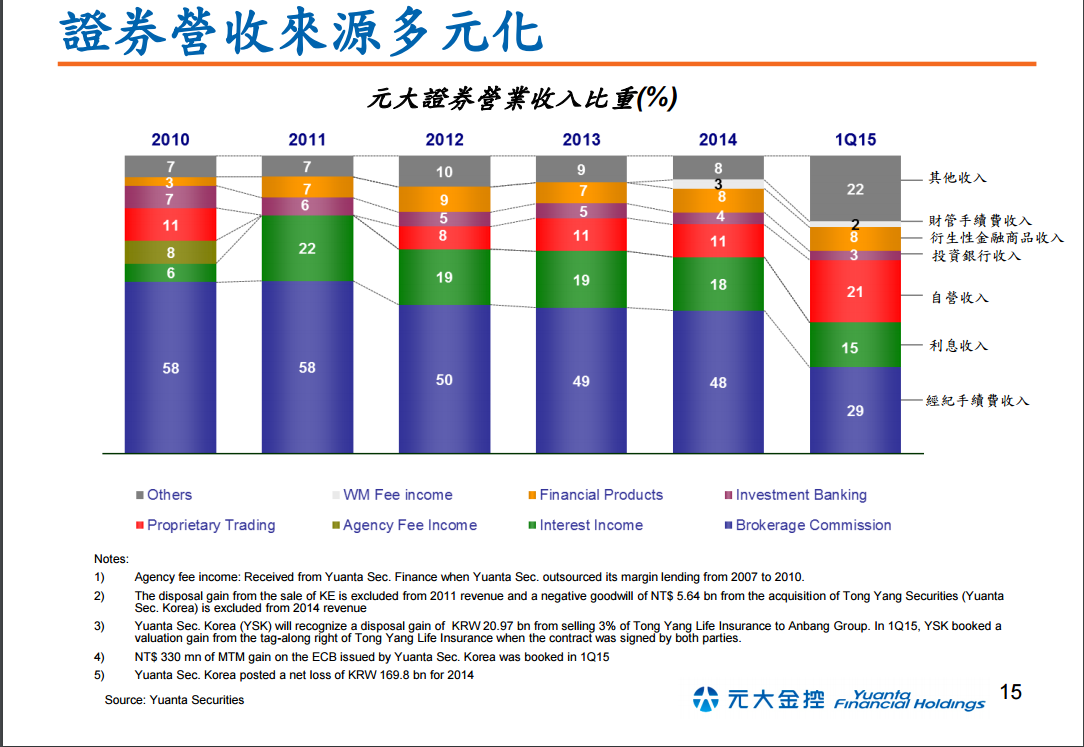 證券營收來源多元化
元大證券營業收入比重(%)
2010 2011 2012 2013 2014 1Q15
7 3 7 11 8 6 58
7 7 6 22 58
10 9 5 8 19 50
9 7 5 11 19 49
8 3 8 4 11 18 48
22 2 8 3 21 15 29
其他收入
財管手續費收入
衍生性金融商品收入
投資銀行收入
自營收入
利息收入
經紀手續費收入
Others WM Fee income Financial Products Investment Banking
Proprietary Trading Agency Fee Income Interest Income Brokerage Commission
Notes:
1) Agency fee income: Received from Yuanta Sec. Finance when Yuanta Sec. outsourced its margin lending from 2007 to 2010.
2) The disposal gain from the sale of KE is excluded from 2011 revenue and a negative goodwill of NT$ 5.64 bn from the acquisition of Tong Yang Securities (Yuanta
Sec. Korea) is excluded from 2014 revenue
3) Yuanta Sec. Korea (YSK) will recognize a disposal gain of KRW 20.97 bn from selling 3% of Tong Yang Life Insurance to Anbang Group. In 1Q15, YSK booked a
valuation gain from the tag-along right of Tong Yang Life Insurance when the contract was signed by both parties.
4) NT$ 330 mn of MTM gain on the ECB issued by Yuanta Sec. Korea was booked in 1Q15
5) Yuanta Sec. Korea posted a net loss of KRW 169.8 bn for 2014
Source: Yuanta Securities
元大金控 Yuanta Financial Holdings 15